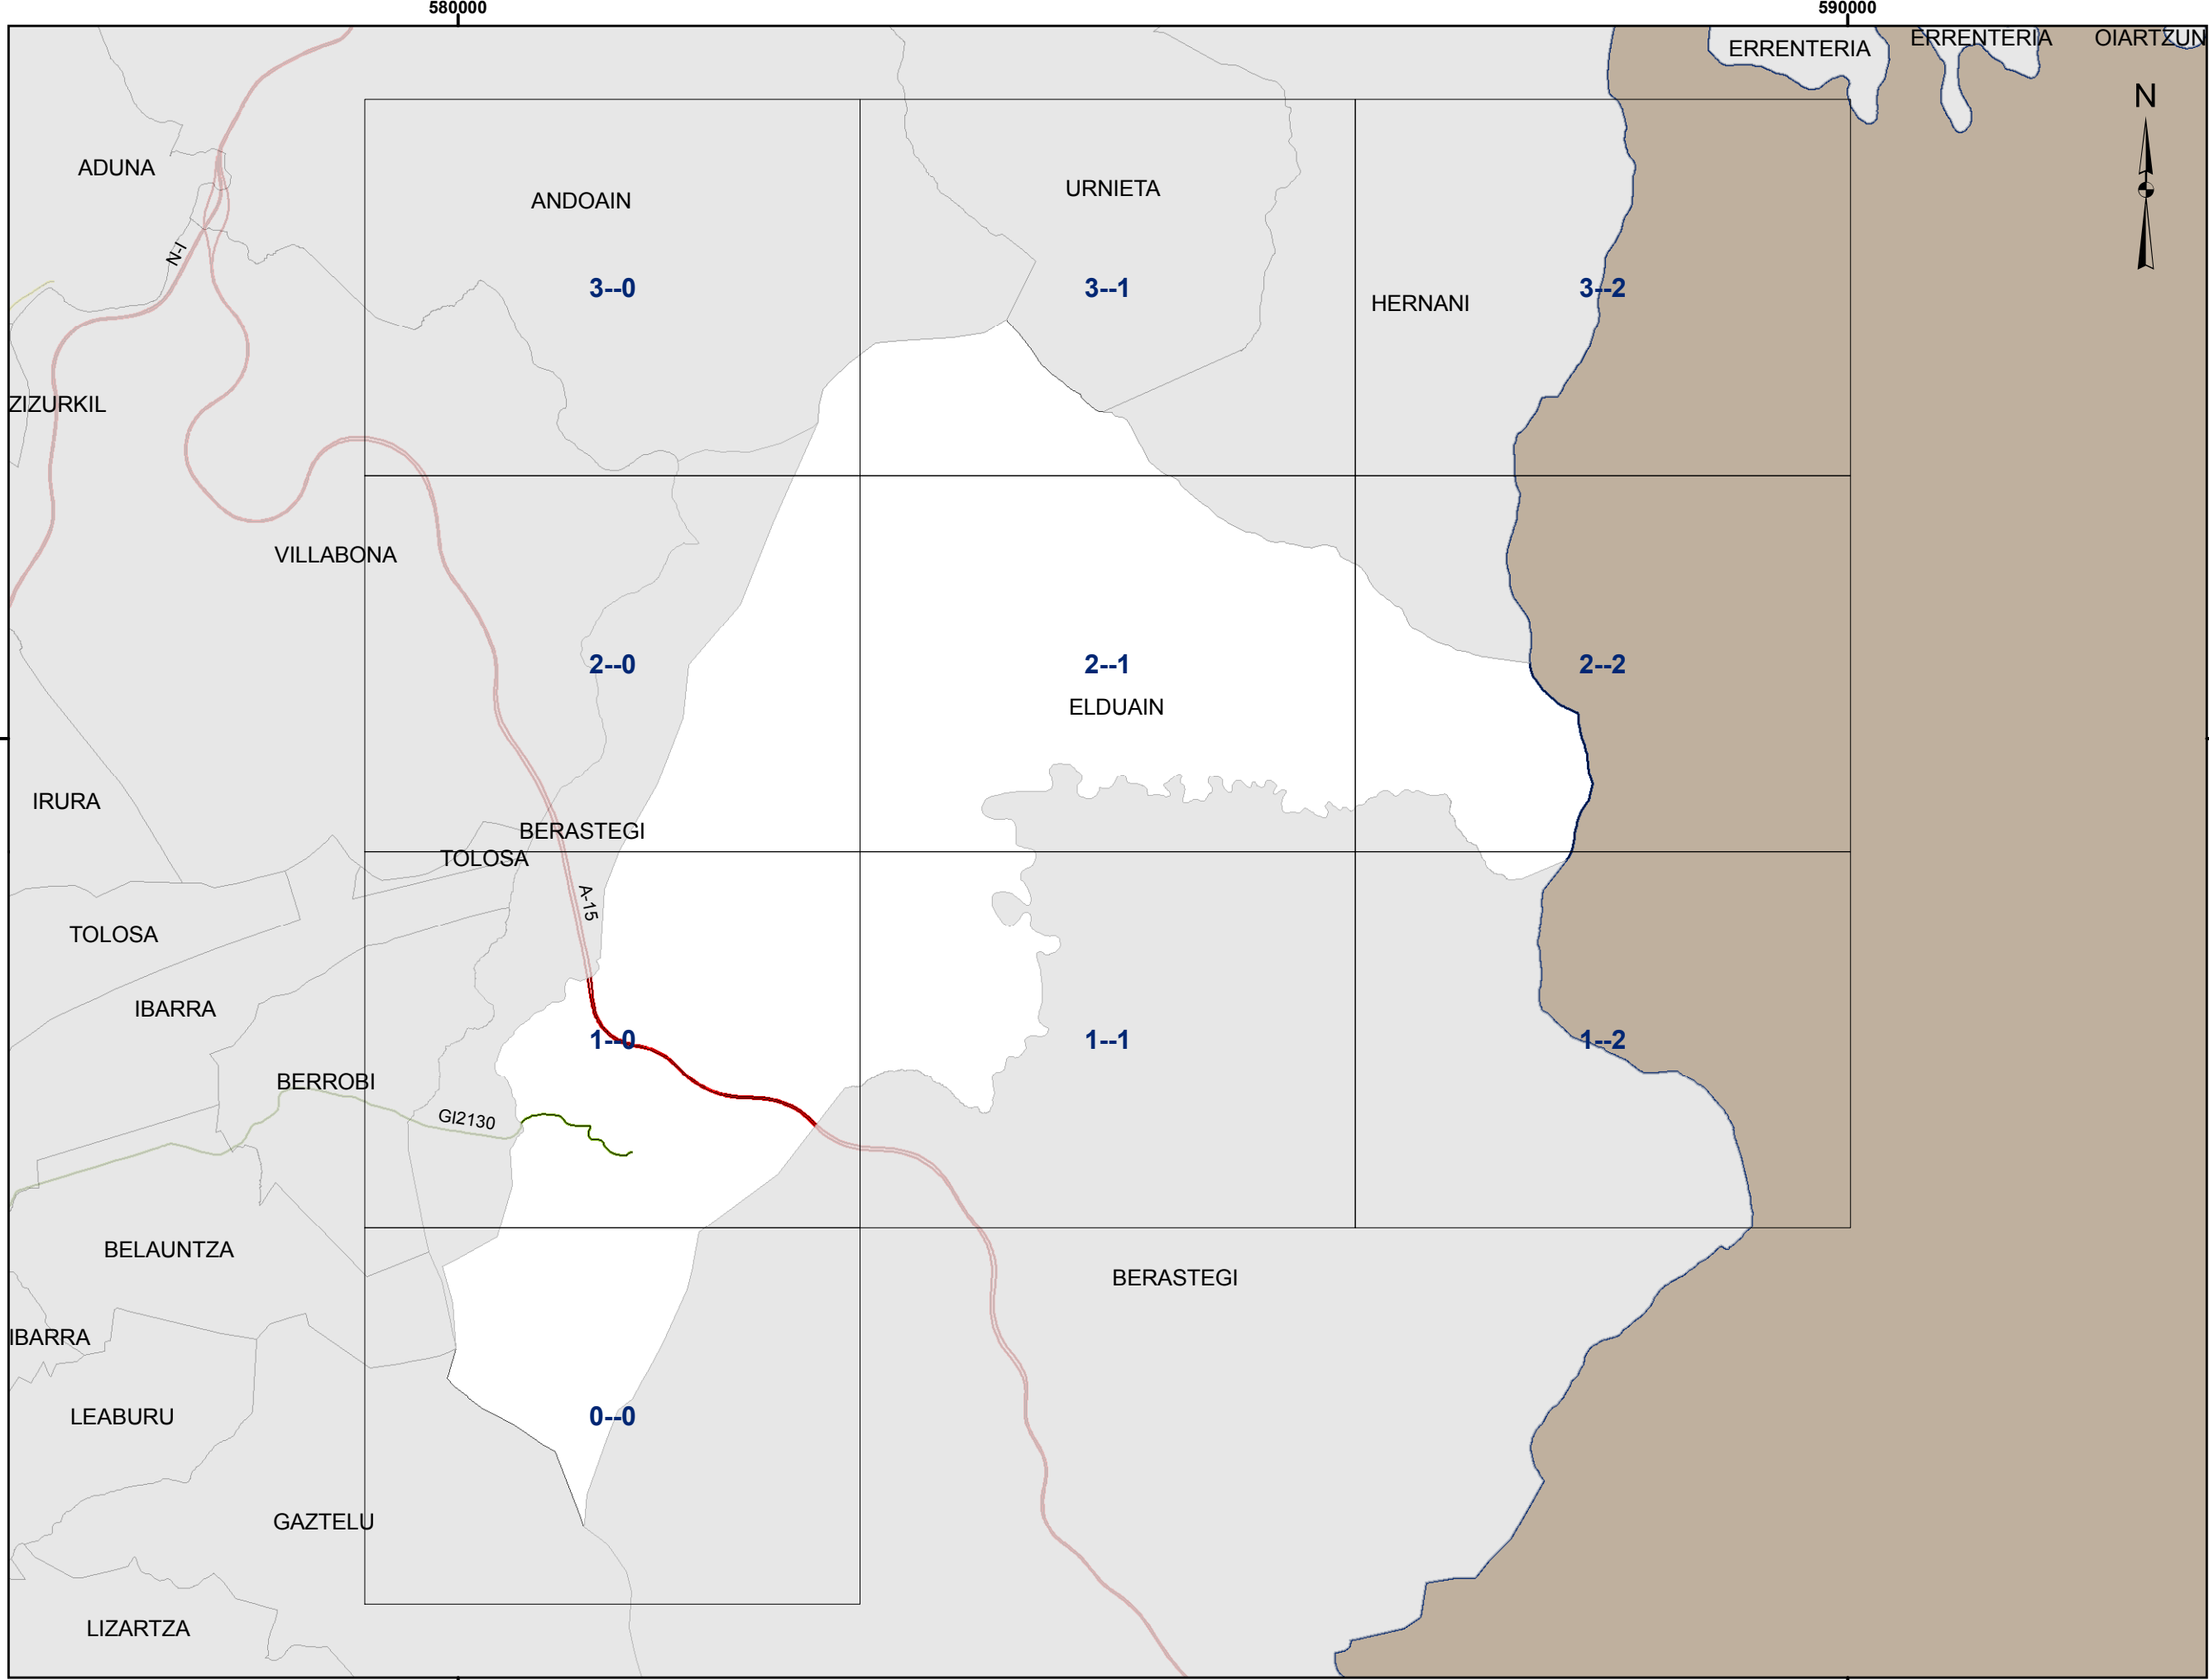 580000
590000
ERRENTERIA
ERRENTERIA
OIARTZUN
N
ADUNA
ANDOAIN
URNIETA
N-I
3--0
3--1
3--2
HERNANI
ZIZURKIL
VILLABONA
2--0
2--1
2--2
ELDUAIN
IRURA
BERASTEGI
TOLOSA
A-15
TOLOSA
IBARRA
1--0
1--1
1--2
BERROBI
GI2130
BELAUNTZA
BERASTEGI
IBARRA
LEABURU
0--0
GAZTELU
LIZARTZA